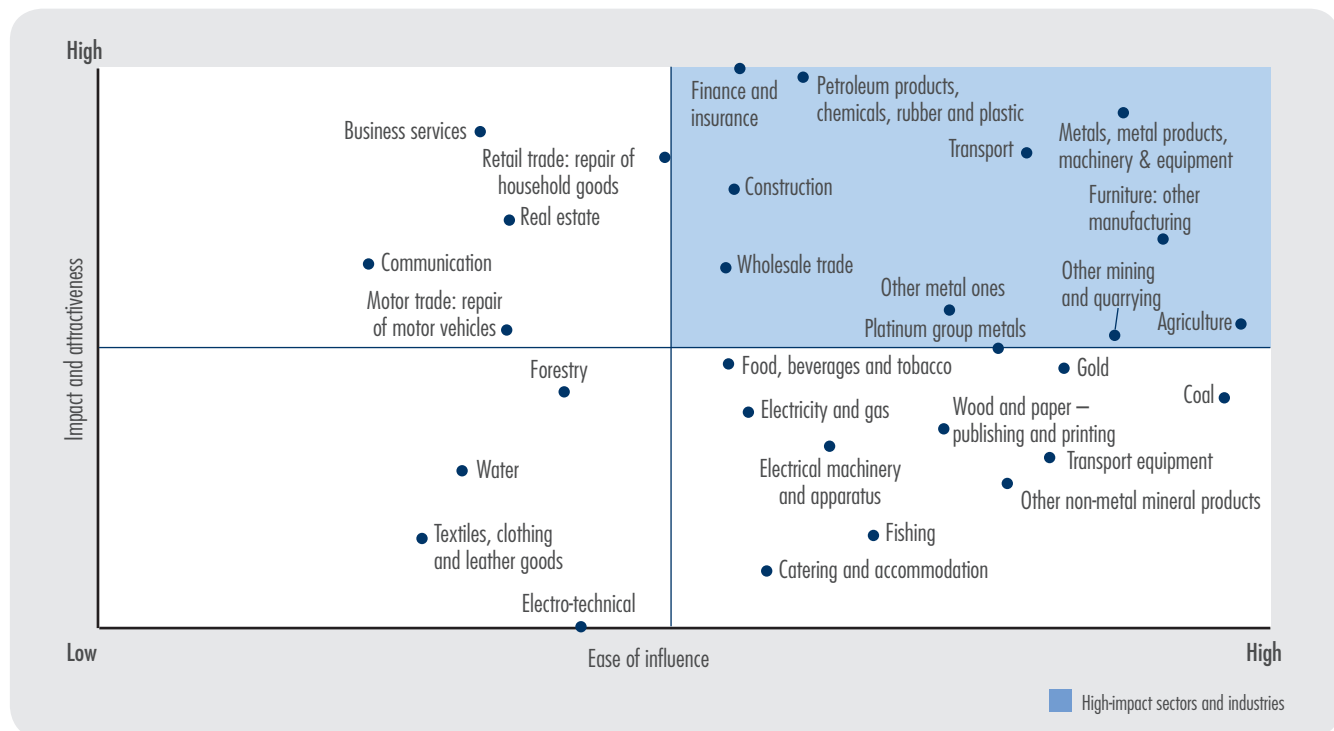 High
Finance and
insurance
Petroleum products,
chemicals, rubber and plastic
Business services
Metals, metal products,
machinery & equipment
Transport
Retail trade: repair of
household goods
Construction
Furniture: other
manufacturing
Real estate
Communication
Wholesale trade
Other mining
and quarrying
Other metal ones
Motor trade: repair
of motor vehicles
Platinum group metals
Agriculture
Impact and attractiveness
Forestry
Food, beverages and tobacco
Gold
Coal
Electricity and gas
Wood and paper –
publishing and printing
Water
Electrical machinery
and apparatus
Transport equipment
Other non-metal mineral products
Textiles, clothing
and leather goods
Fishing
Catering and accommodation
Electro-technical
Low
Ease of influence
High
High-impact sectors and industries